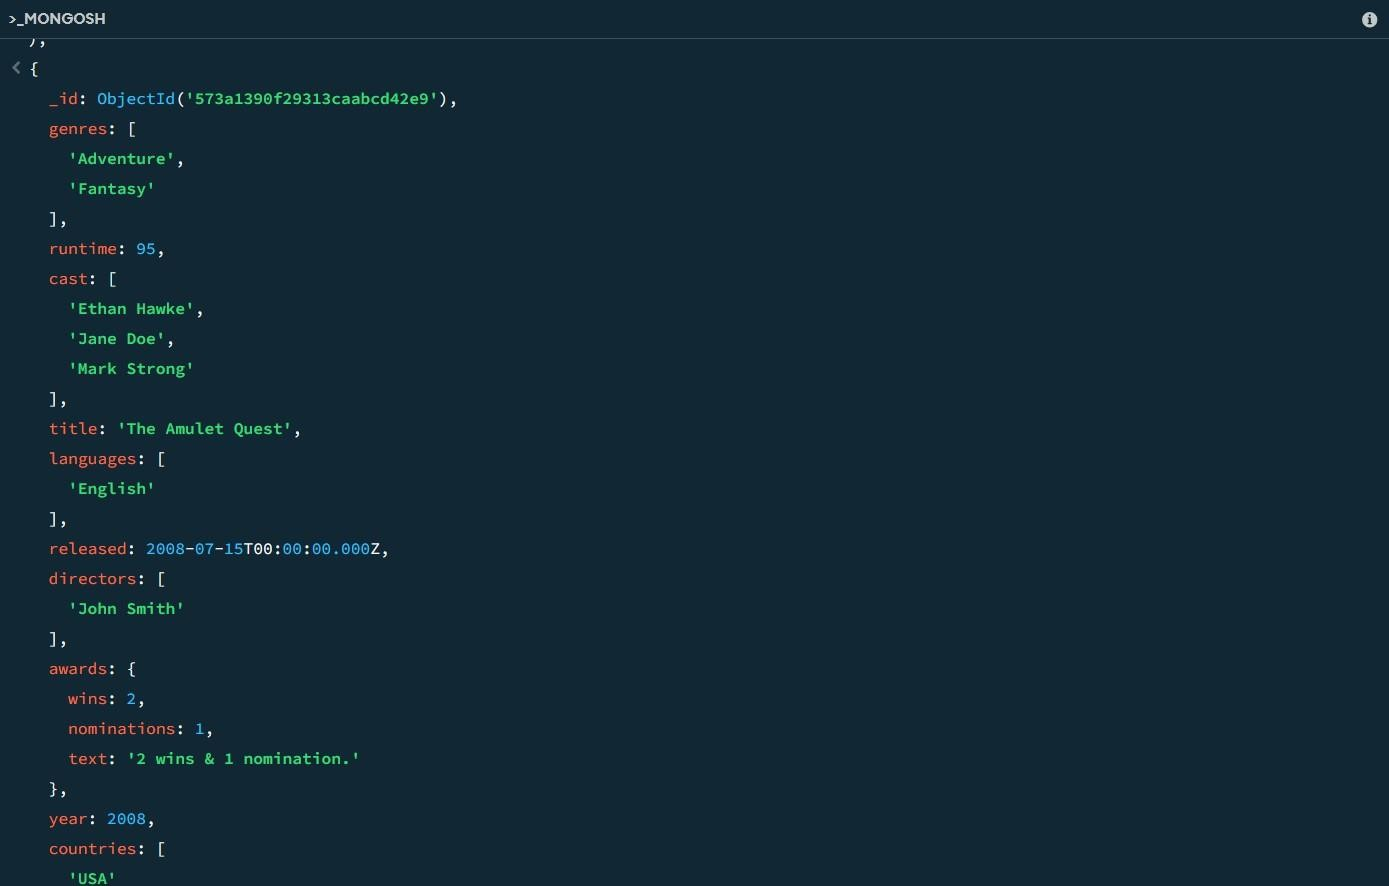 >_MONGOSH
),
{
_id: ObjectId('573a1390f29313caabcd42e9'),
genres: [
'Adventure',
'Fantasy'
],
runtime: 95,
cast: [
'Ethan Hawke',
'Jane Doe',
'Mark Strong'
],
title: 'The Amulet Quest',
languages: [
'English'
],
released: 2008-07-15T00:00:00.000Z,
directors: [
'John Smith'
],
awards: {
wins: 2,
nominations: 1,
text: '2 wins & 1 nomination.'
},
year: 2008,
countries: [
'USA'